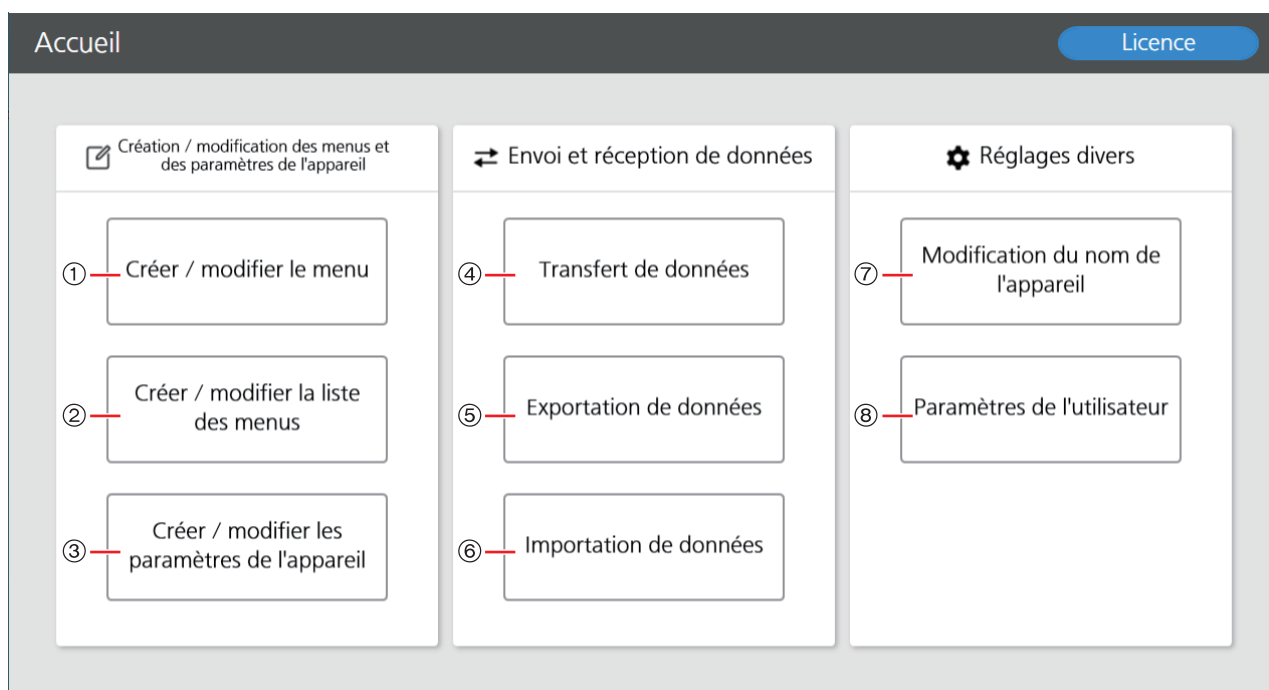 Accueil
Licence
Création / modification des menus et
des paramètres de l'appareil
① Créer / modifier le menu
② Créer / modifier la liste
des menus
③ Créer / modifier les
paramètres de l'appareil
Envoi et réception de données
④ Transfert de données
⑤ Exportation de données
⑥ Importation de données
Réglages divers
⑦ Modification du nom de
l'appareil
⑧ Paramètres de l'utilisateur